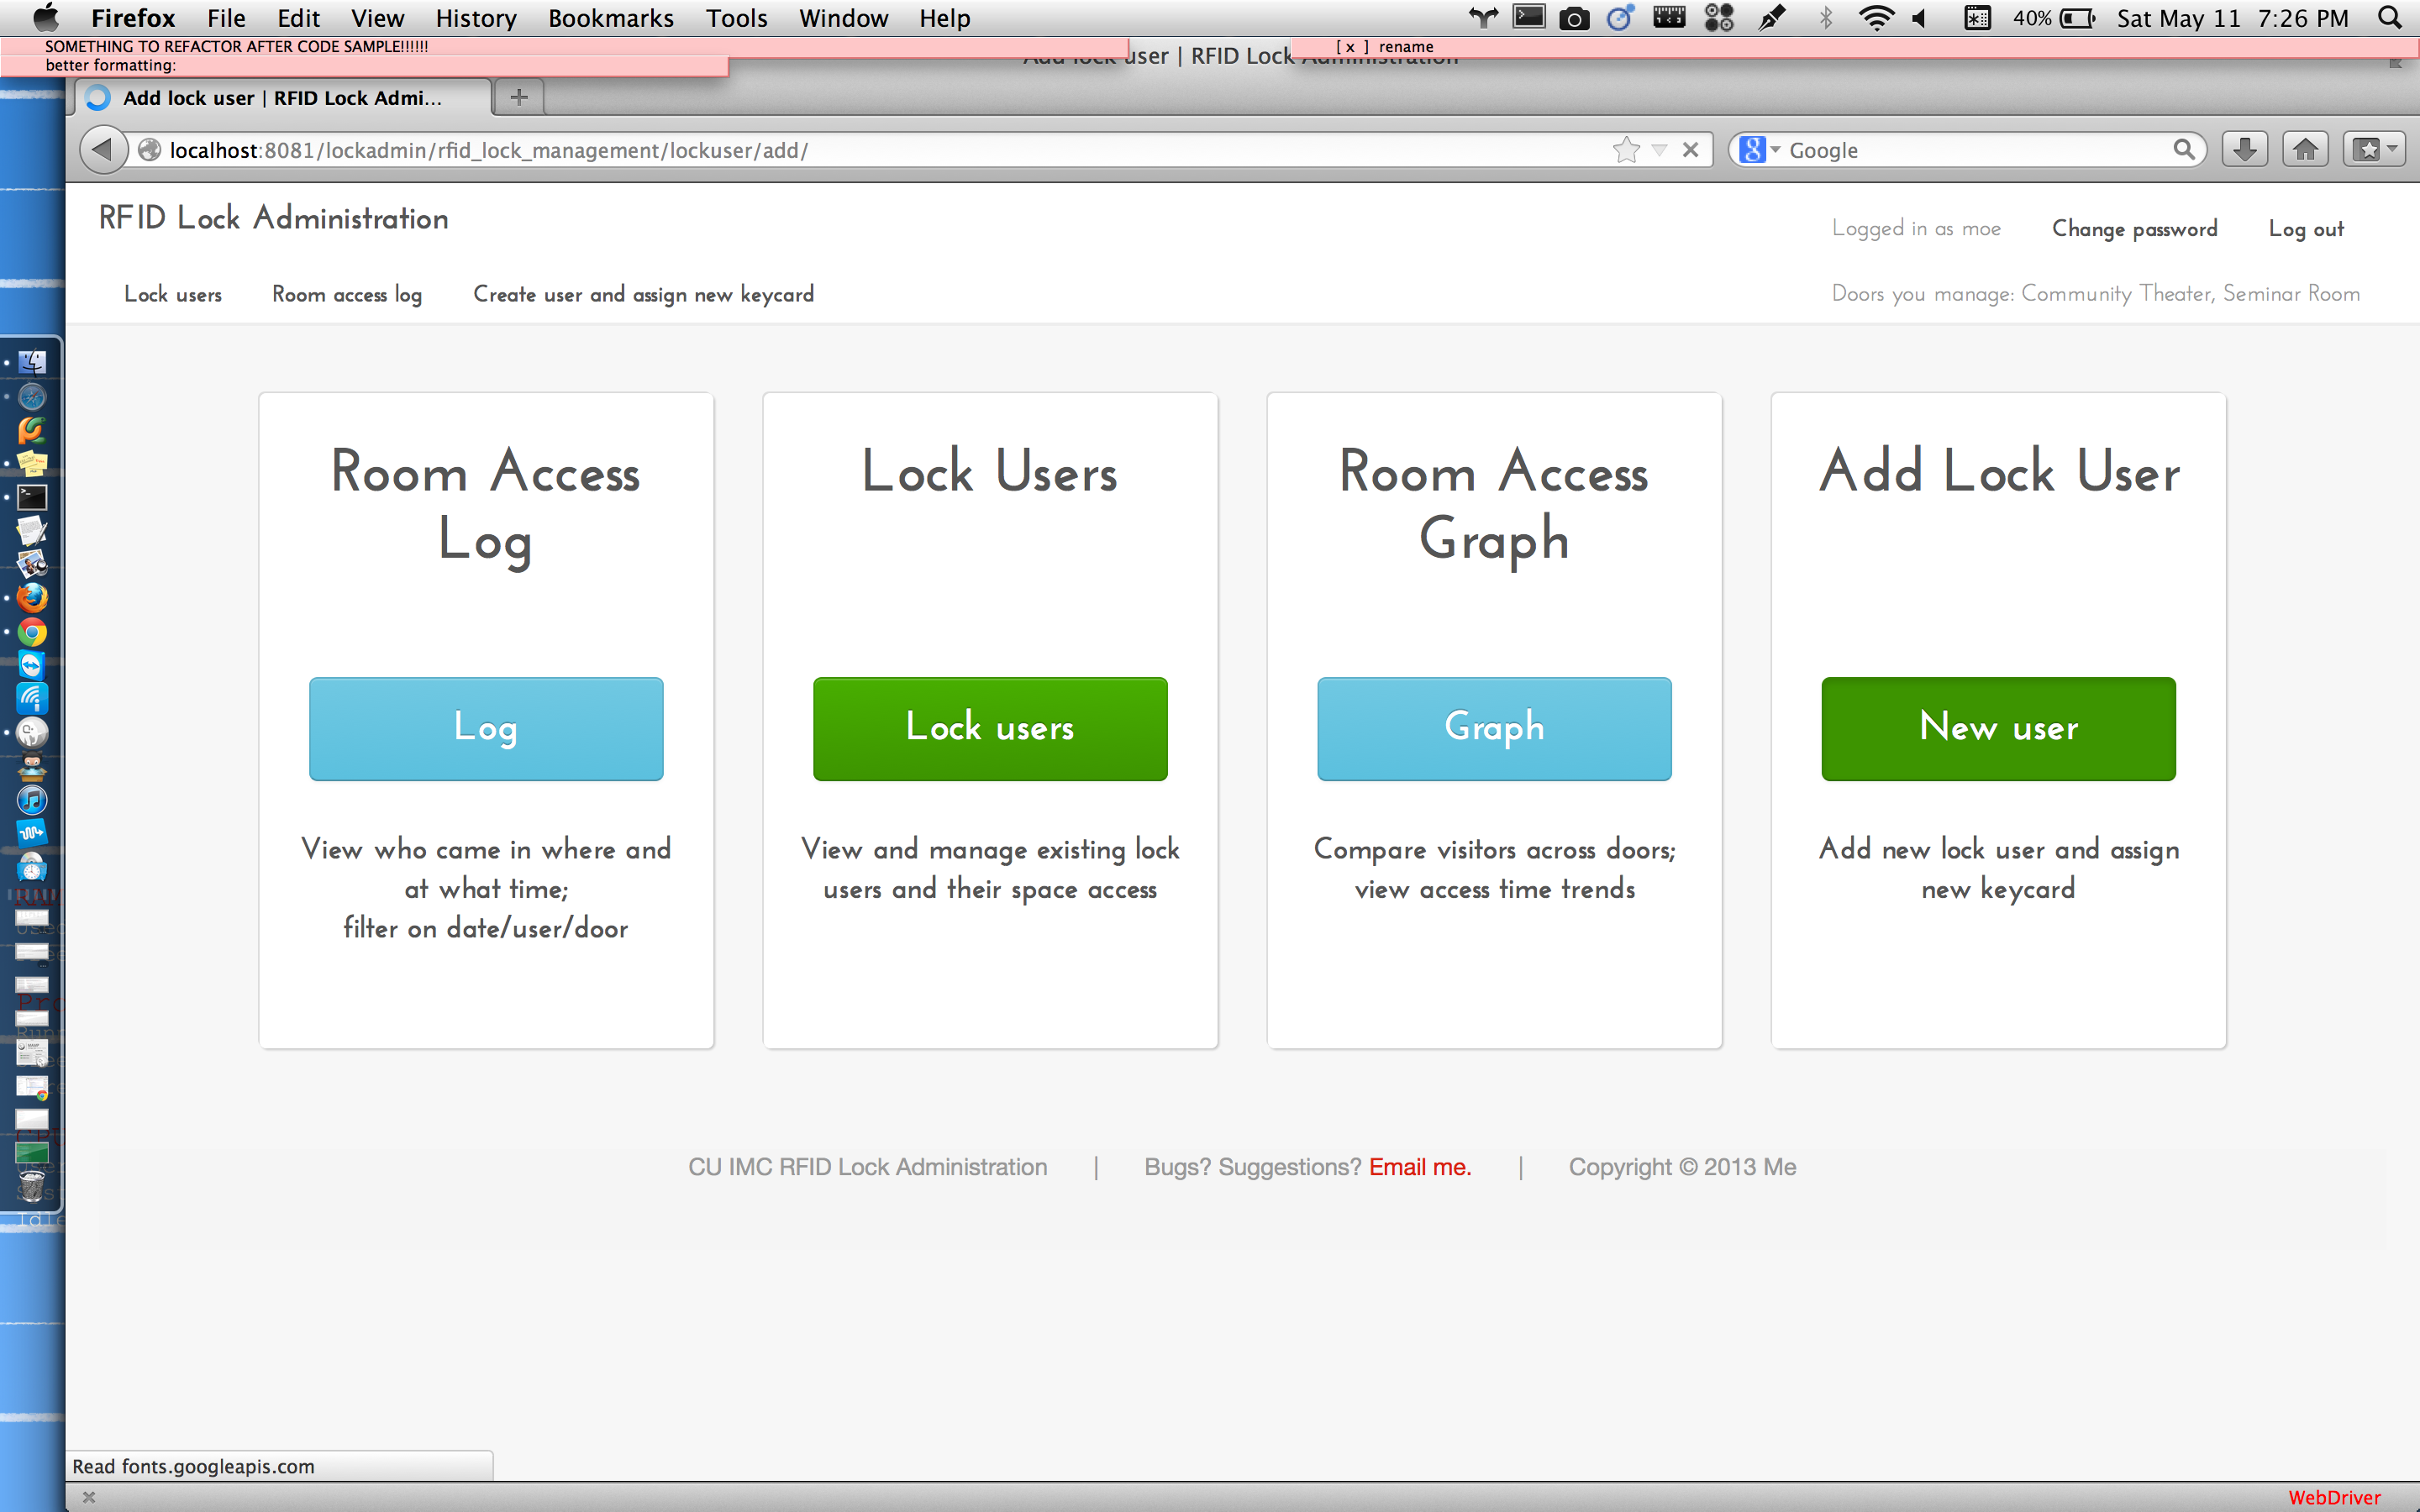 Firefox File Edit View History Bookmarks Tools Window Help 40% Sat May 11 7:26 PM
SOMETHING TO REFACTOR AFTER CODE SAMPLE!!!!!!
[ x ] rename
better formatting:
Add lock user | RFID Lock Administration
Add lock user | RFID Lock Admi...
localhost:8081/lockadmin/rfid_lock_management/lockuser/add/
Google
RFID Lock Administration
Logged in as moe Change password Log out
Lock users Room access log Create user and assign new keycard
Doors you manage: Community Theater, Seminar Room
Room Access
Log
Log
View who came in where and
at what time;
filter on date/user/door
Lock Users
Lock users
View and manage existing lock
users and their space access
Room Access
Graph
Graph
Compare visitors across doors;
view access time trends
Add Lock User
New user
Add new lock user and assign
new keycard
CU IMC RFID Lock Administration | Bugs? Suggestions? Email me. | Copyright © 2013 Me
Read fonts.googleapis.com
WebDriver